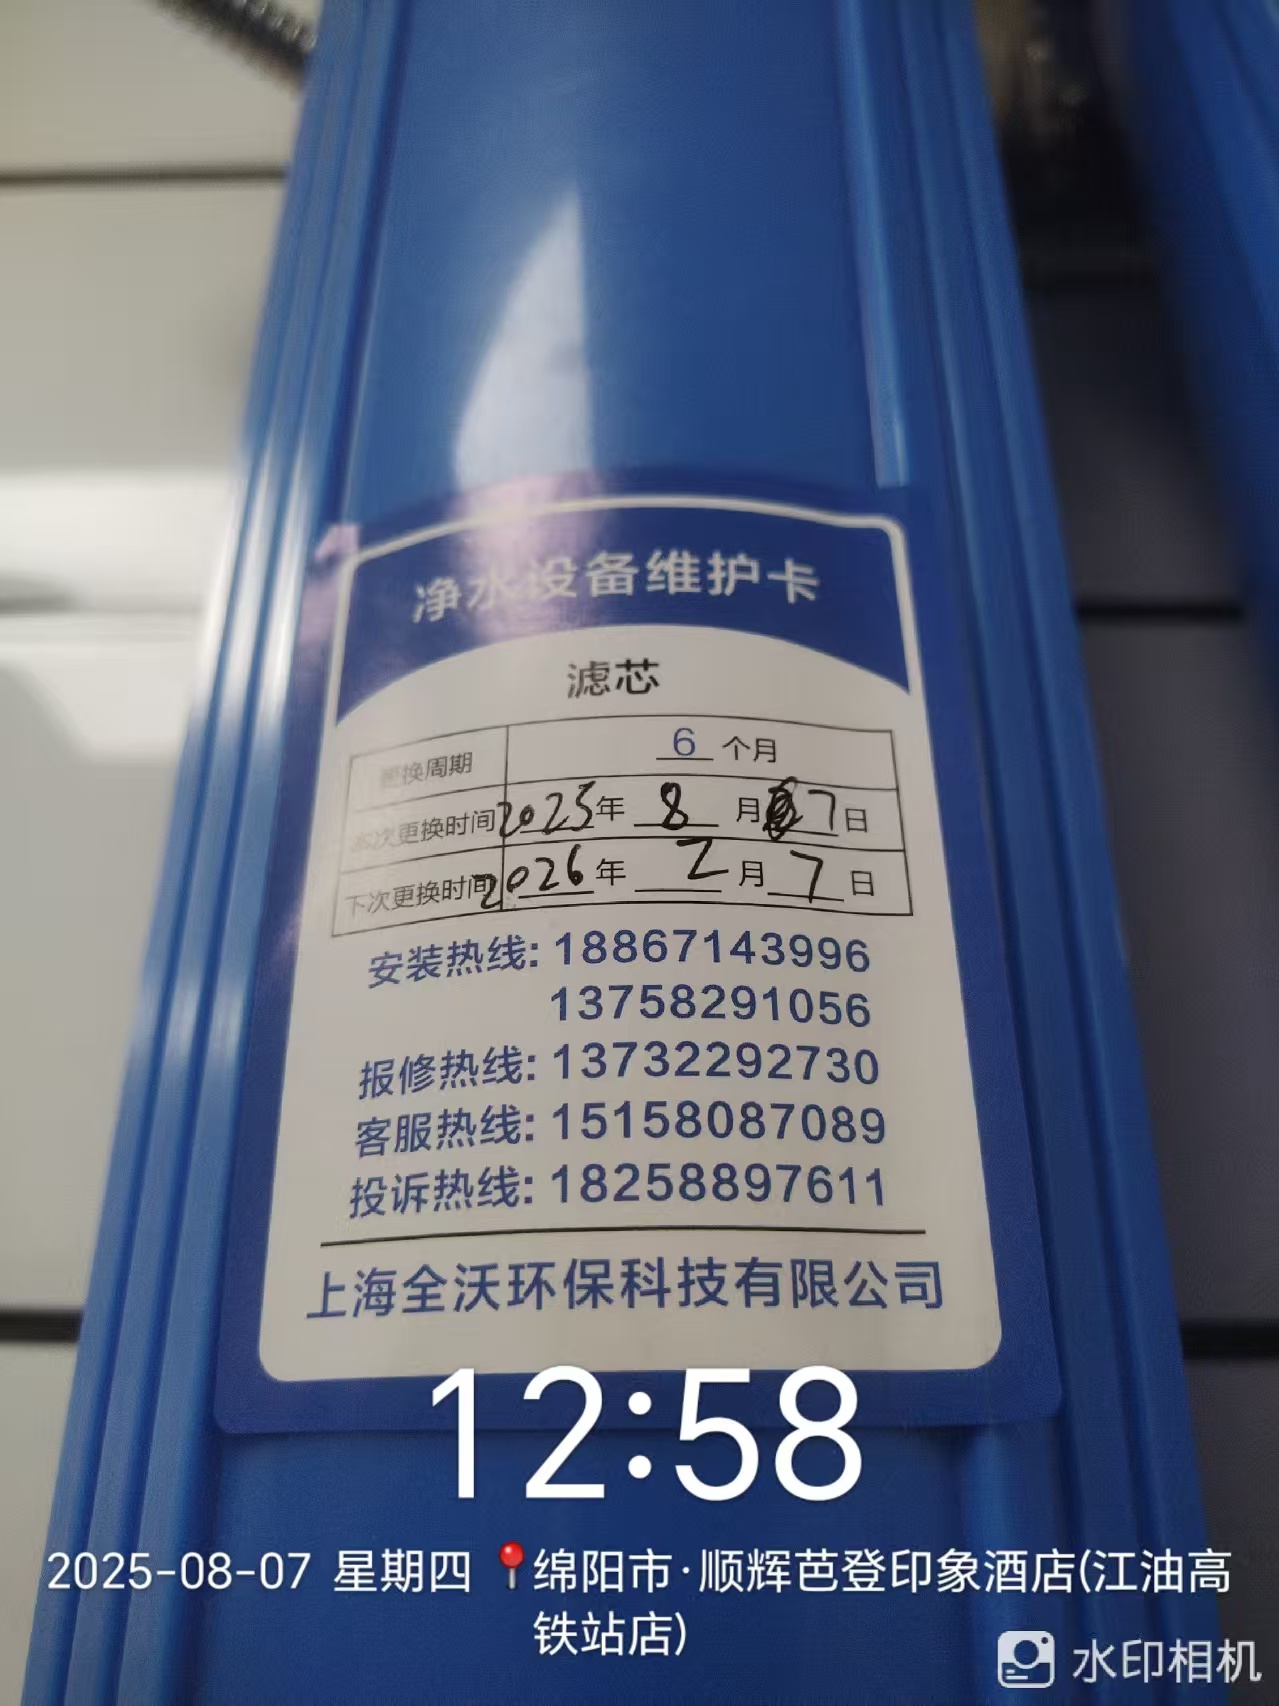 净水设备维护卡
滤芯
更换周期 6 个月
本次更换时间 2025年 8 月 7日
下次更换时间 2026年 2 月 7 日
安装热线: 18867143996
13758291056
报修热线: 13732292730
客服热线: 15158087089
投诉热线: 18258897611
上海全沃环保科技有限公司
12:58
2025-08-07 星期四 📍绵阳市·顺辉芭登印象酒店(江油高
铁站店)
水印相机